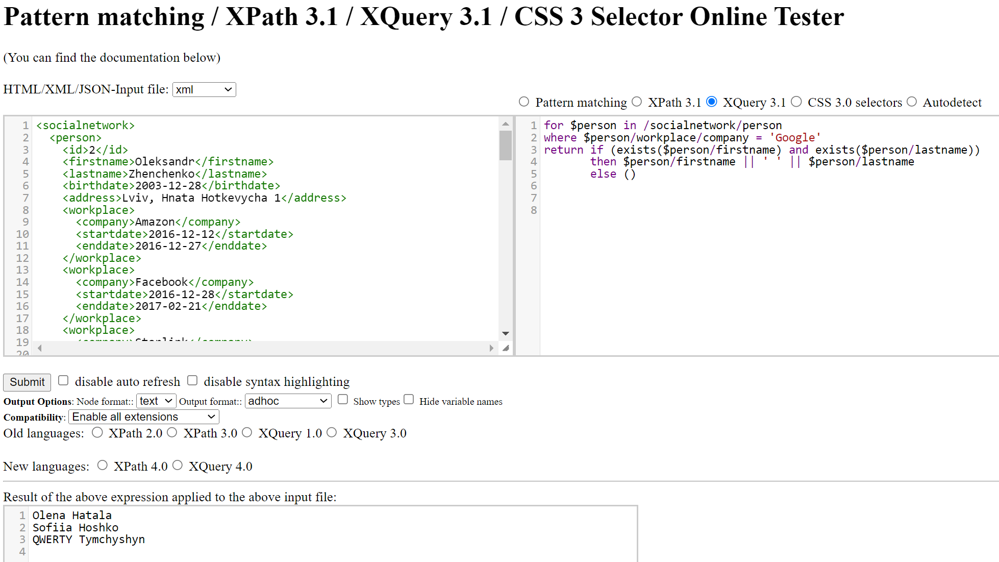 Pattern matching / XPath 3.1 / XQuery 3.1 / CSS 3 Selector Online Tester
(You can find the documentation below)
HTML/XML/JSON-Input file: xml
Pattern matching XPath 3.1 XQuery 3.1 CSS 3.0 selectors Autodetect
1 <socialnetwork>
2 <person>
3 <id>2</id>
4 <firstname>Oleksandr</firstname>
5 <lastname>Zhenchenko</lastname>
6 <birthdate>2003-12-28</birthdate>
7 <address>Lviv, Hnata Hotkevycha 1</address>
8 <workplace>
9 <company>Amazon</company>
10 <startdate>2016-12-12</startdate>
11 <enddate>2016-12-27</enddate>
12 </workplace>
13 <workplace>
14 <company>Facebook</company>
15 <startdate>2016-12-28</startdate>
16 <enddate>2017-02-21</enddate>
17 </workplace>
18 <workplace>
19 <company>Starlink</company>
20
1 for $person in /socialnetwork/person
2 where $person/workplace/company = 'Google'
3 return if (exists($person/firstname) and exists($person/lastname))
4 then $person/firstname || ' ' || $person/lastname
5 else ()
6
7
8
Submit disable auto refresh disable syntax highlighting
Output Options: Node format:: text Output format:: adhoc Show types Hide variable names
Compatibility: Enable all extensions
Old languages: XPath 2.0 XPath 3.0 XQuery 1.0 XQuery 3.0
New languages: XPath 4.0 XQuery 4.0
Result of the above expression applied to the above input file:
1 Olena Hatala
2 Sofiia Hoshko
3 QWERTY Tymchyshyn
4